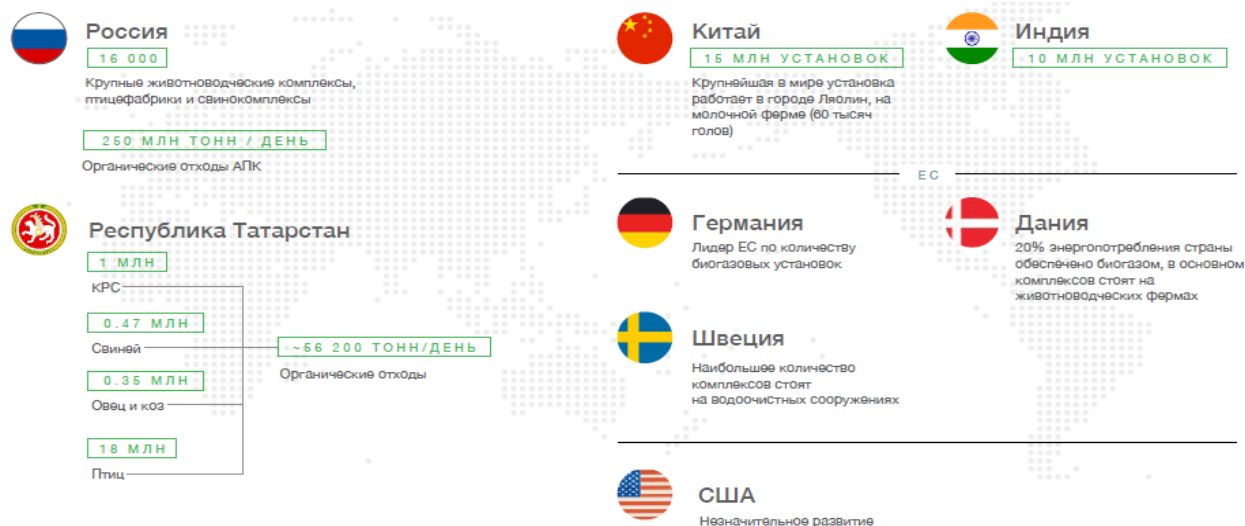 Россия
16 000
Крупные животноводческие комплексы,
птицефабрики и свинокомплексы
250 МЛН ТОНН / ДЕНЬ
Органические отходы АПК
Республика Татарстан
1 МЛН
КРС
0.47 МЛН
Свиней
0.35 МЛН
Овец и коз
18 МЛН
Птиц
~56 200 ТОНН/ДЕНЬ
Органические отходы
Китай
15 МЛН УСТАНОВОК
Крупнейшая в мире установка
работает в городе Ляолин, на
молочной ферме (60 тысяч
голов)
Индия
10 МЛН УСТАНОВОК
ЕС
Германия
Лидер ЕС по количеству
биогазовых установок
Дания
20% энергопотребления страны
обеспечено биогазом, в основном
комплексов стоят на
животноводческих фермах
Швеция
Наибольшее количество
комплексов стоят
на водоочистных сооружениях
США
Незначительное развитие